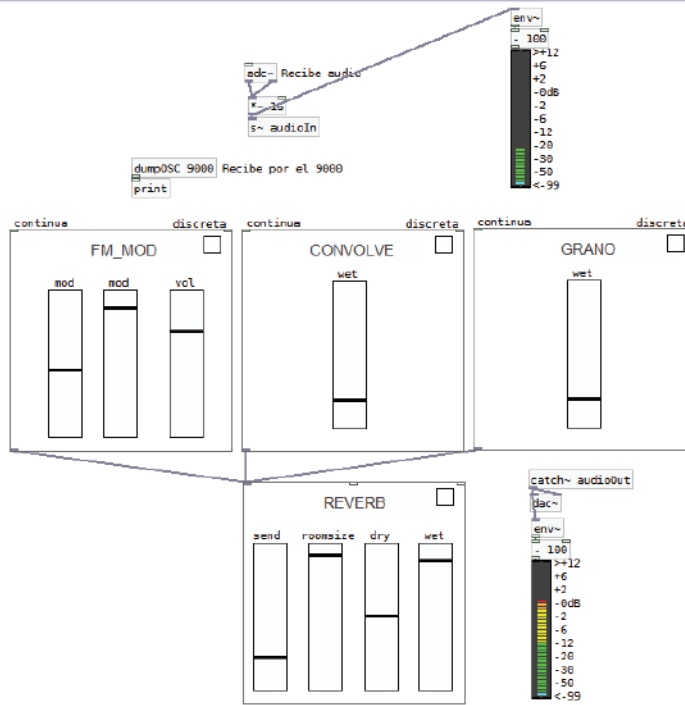 env~
- 100
>+12
+6
+2
-0dB
-2
-6
-12
-20
-30
-50
<-99
adc~ Recibe audio
*~ 16
s~ audioIn
dumpOSC 9000 Recibe por el 9000
print
continua discreta
FM_MOD
mod mod vol
continua discreta
CONVOLVE
wet
continua discreta
GRANO
wet
REVERB
send roomsize dry wet
catch~ audioOut
dac~
env~
- 100
>+12
+6
+2
-0dB
-2
-6
-12
-20
-30
-50
<-99